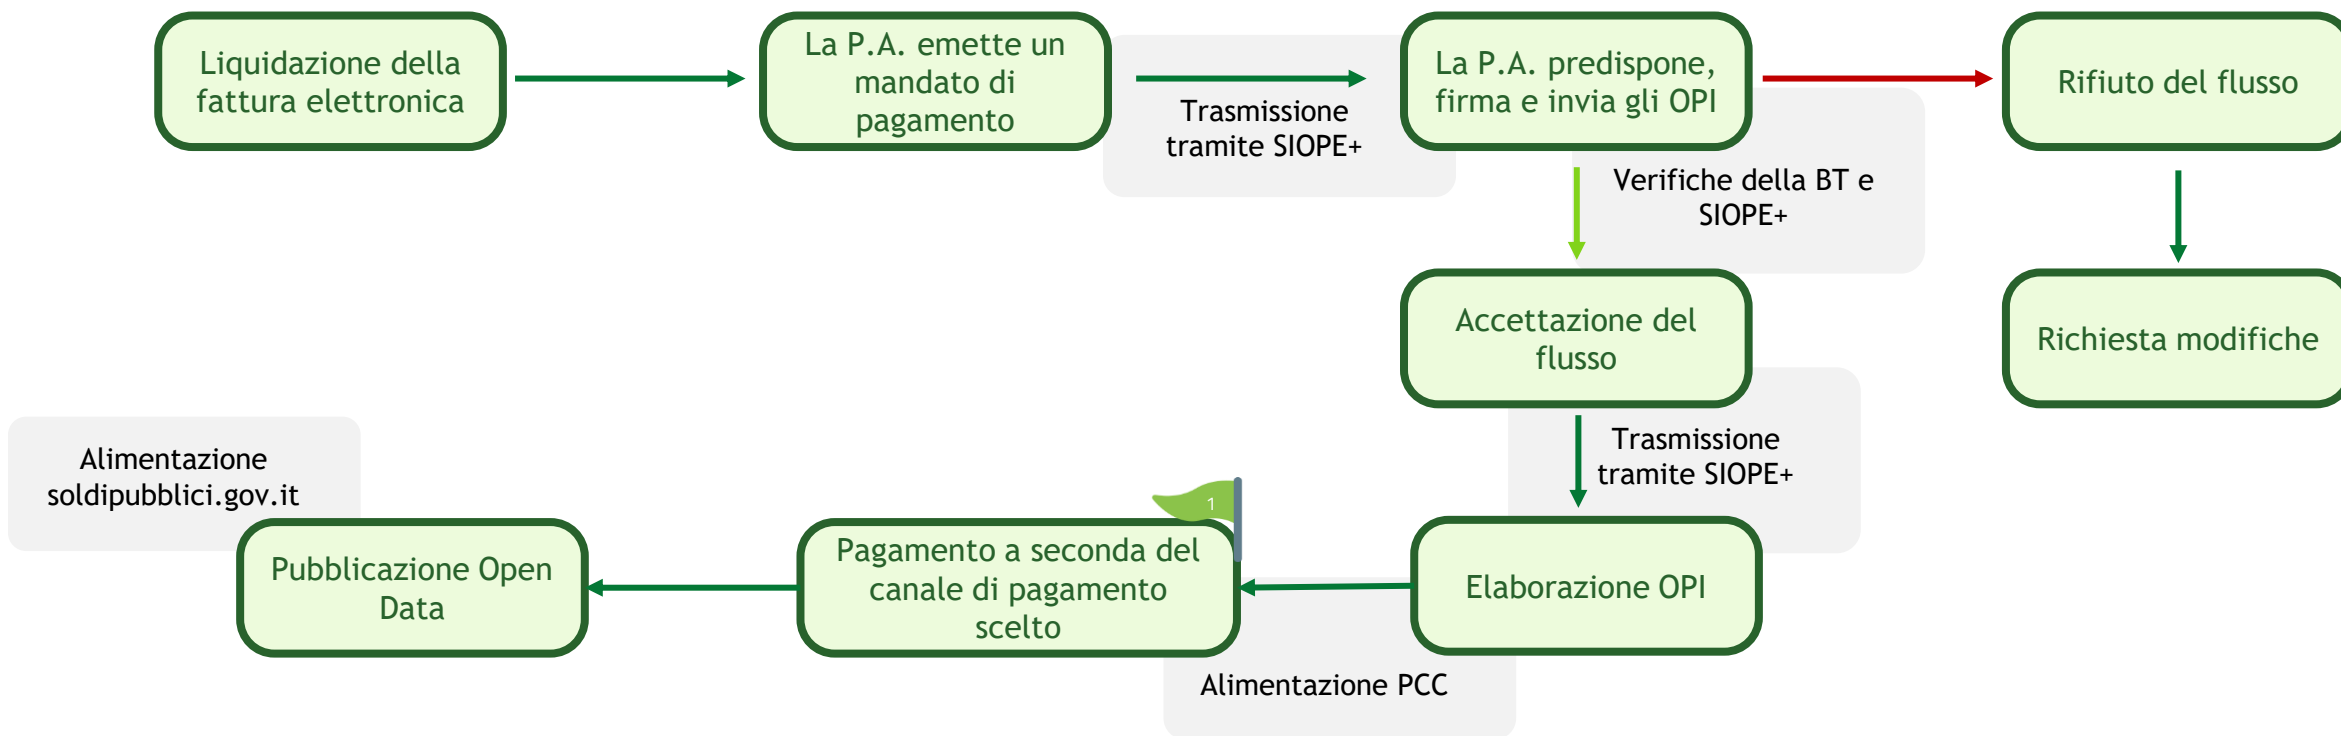 Liquidazione della
fattura elettronica
La P.A. emette un
mandato di
pagamento
Trasmissione
tramite SIOPE+
La P.A. predispone,
firma e invia gli OPI
Rifiuto del flusso
Verifiche della BT e
SIOPE+
Accettazione del
flusso
Richiesta modifiche
Trasmissione
tramite SIOPE+
Elaborazione OPI
Alimentazione PCC
1
Pagamento a seconda del
canale di pagamento
scelto
Alimentazione
soldipubblici.gov.it
Pubblicazione Open
Data